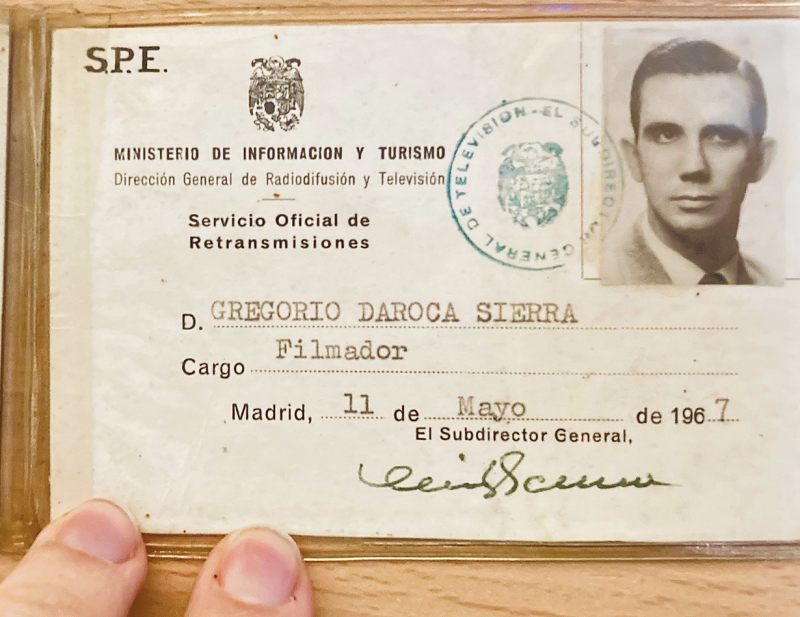 S.P.E.
MINISTERIO DE INFORMACION Y TURISMO
Dirección General de Radiodifusión y Televisión
Servicio Oficial de
Retransmisiones
GENERAL DE TELEVISION - EL SUBDIRECTOR
D. GREGORIO DAROCA SIERRA
Cargo Filmador
Madrid, 11 de Mayo de 1967
El Subdirector General,